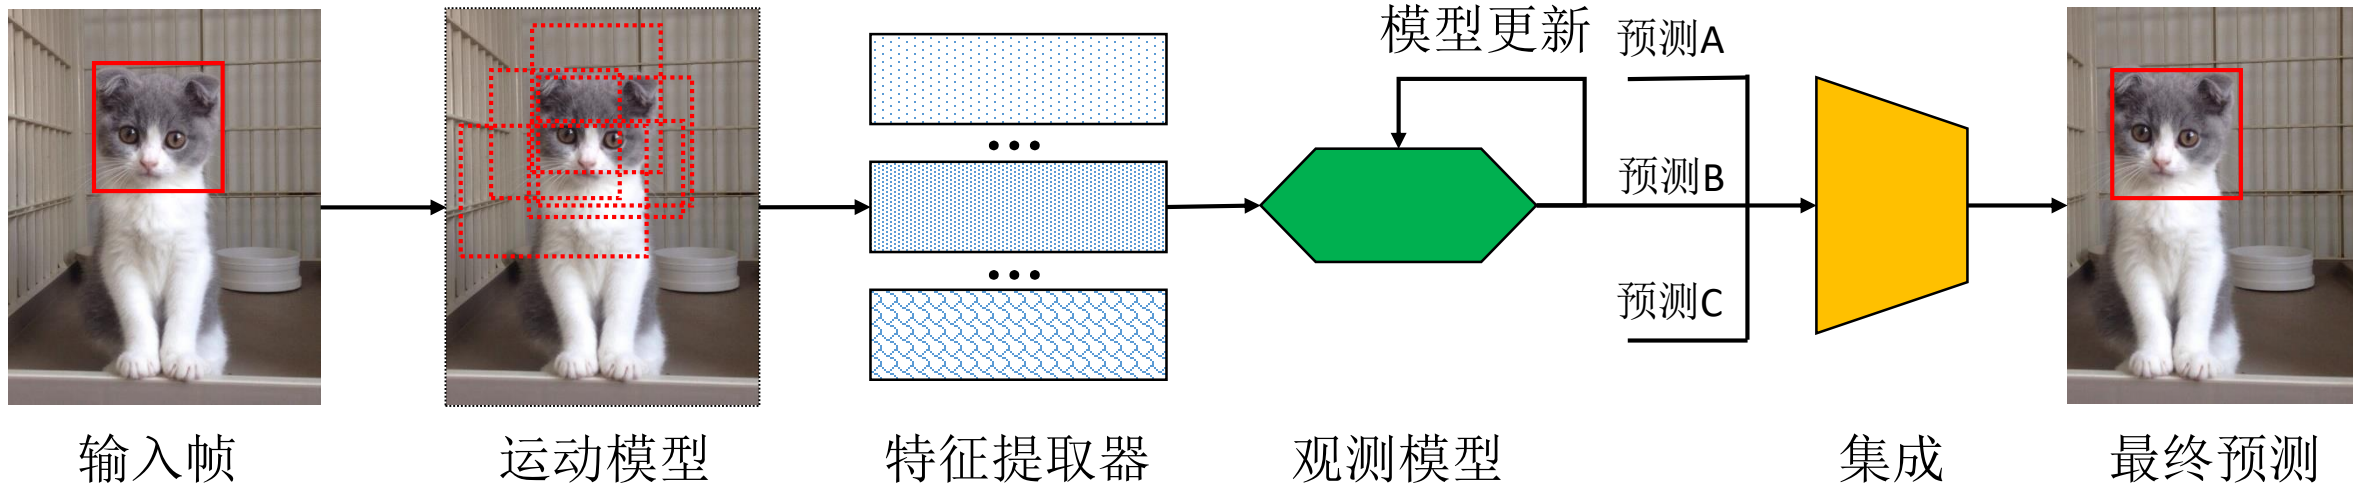 模型更新
预测A
预测B
预测C
输入帧
运动模型
特征提取器
观测模型
集成
最终预测